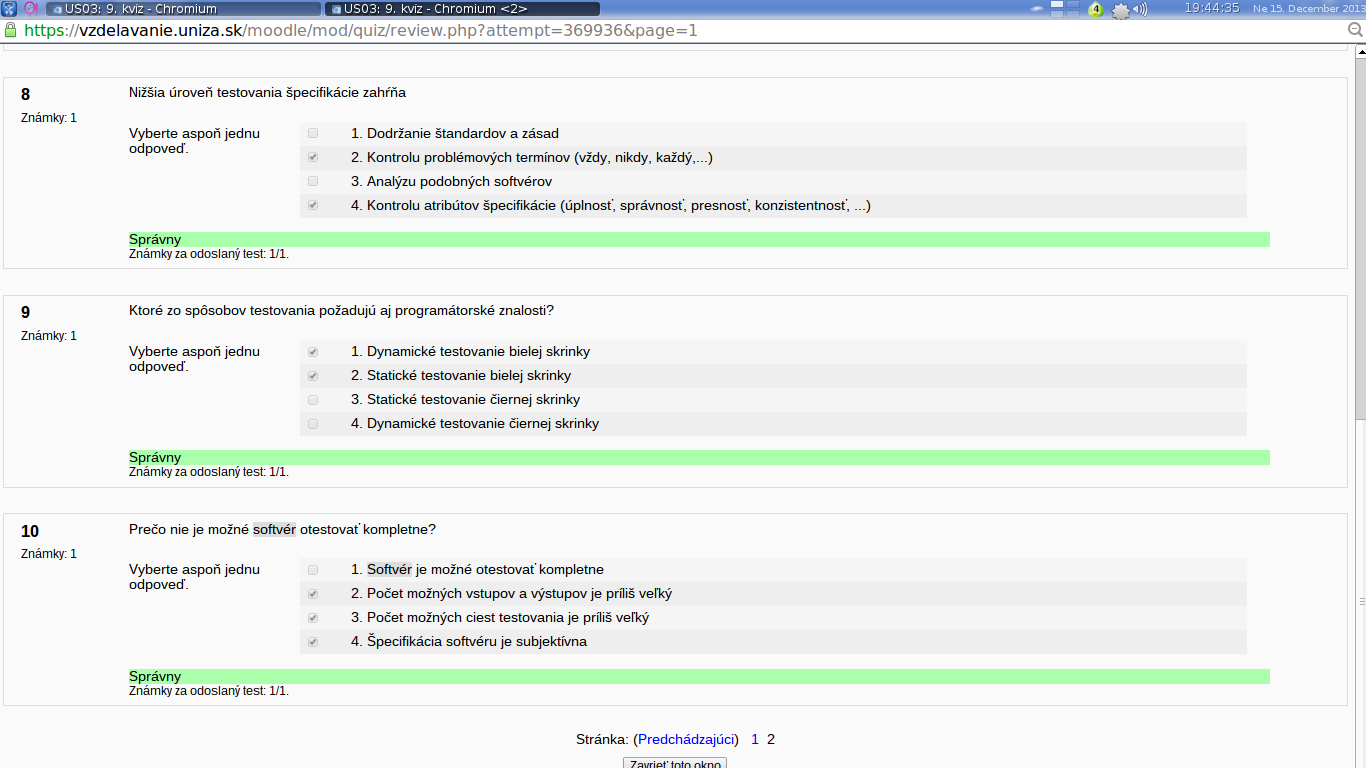 US03: 9. kviz - Chromium
US03: 9. kviz - Chromium <2>
4
19:44:35
Ne 15. December 2013
https://vzdelavanie.uniza.sk/moodle/mod/quiz/review.php?attempt=369936&page=1
8
Známky: 1
Nižšia úroveň testovania špecifikácie zahŕňa
Vyberte aspoň jednu
odpoveď.
1. Dodržanie štandardov a zásad
2. Kontrolu problémových termínov (vždy, nikdy, každý,...)
3. Analýzu podobných softvérov
4. Kontrolu atribútov špecifikácie (úplnosť, správnosť, presnosť, konzistentnosť, ...)
Správny
Známky za odoslaný test: 1/1.
9
Známky: 1
Ktoré zo spôsobov testovania požadujú aj programátorské znalosti?
Vyberte aspoň jednu
odpoveď.
1. Dynamické testovanie bielej skrinky
2. Statické testovanie bielej skrinky
3. Statické testovanie čiernej skrinky
4. Dynamické testovanie čiernej skrinky
Správny
Známky za odoslaný test: 1/1.
10
Známky: 1
Prečo nie je možné softvér otestovať kompletne?
Vyberte aspoň jednu
odpoveď.
1. Softvér je možné otestovať kompletne
2. Počet možných vstupov a výstupov je príliš veľký
3. Počet možných ciest testovania je príliš veľký
4. Špecifikácia softvéru je subjektívna
Správny
Známky za odoslaný test: 1/1.
Stránka: (Predchádzajúci) 1 2
Zavrieť toto okno